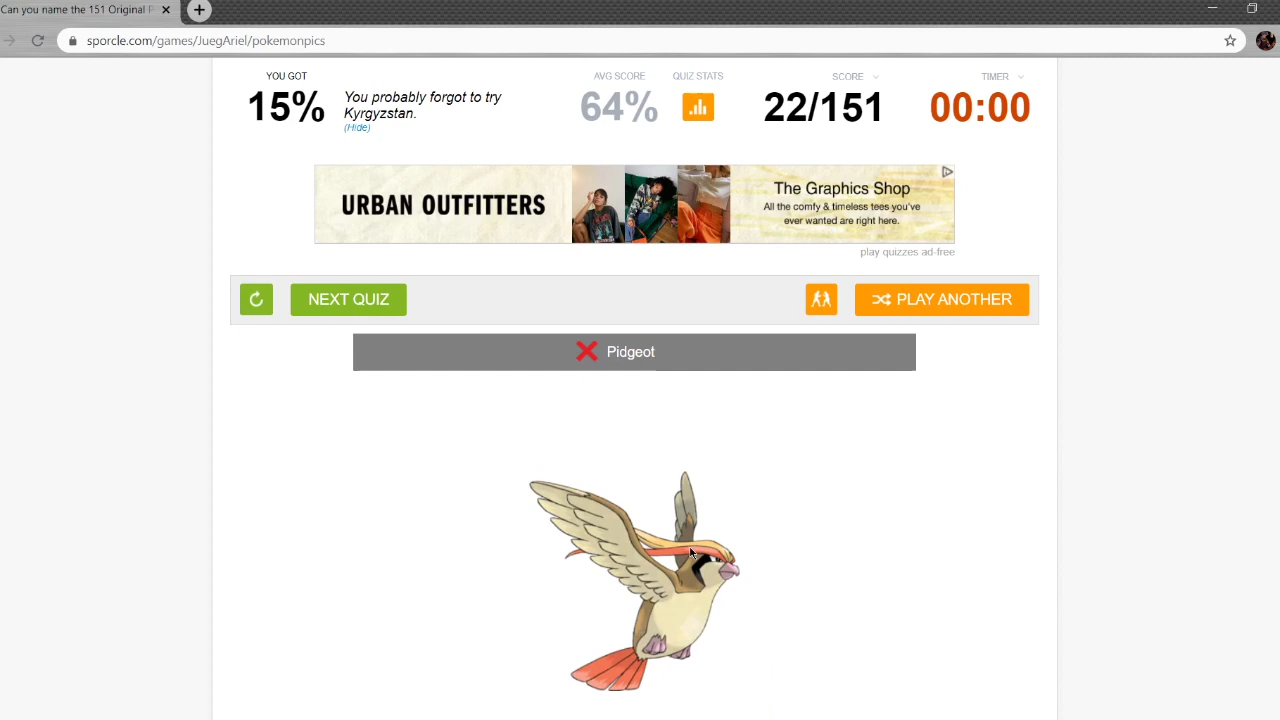 Can you name the 151 Original P
sporcle.com/games/JuegAriel/pokemonpics
YOU GOT
15%
You probably forgot to try
Kyrgyzstan.
(Hide)
AVG SCORE
64%
QUIZ STATS
SCORE
22/151
TIMER
00:00
URBAN OUTFITTERS
The Graphics Shop
All the comfy & timeless tees you've
ever wanted are right here.
play quizzes ad-free
NEXT QUIZ
PLAY ANOTHER
Pidgeot